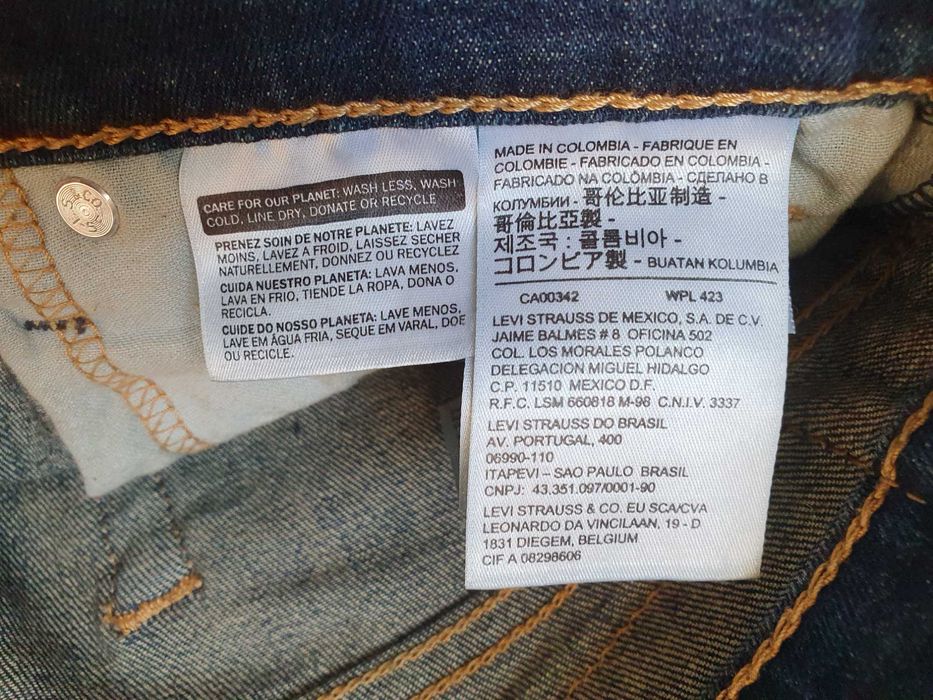 CARE FOR OUR PLANET: WASH LESS, WASH
COLD, LINE DRY, DONATE OR RECYCLE
PRENEZ SOIN DE NOTRE PLANETE: LAVEZ
MOINS, LAVEZ A FROID, LAISSEZ SECHER
NATURELLEMENT, DONNEZ OU RECYCLEZ
CUIDA NUESTRO PLANETA: LAVA MENOS,
LAVA EN FRIO, TIENDE LA ROPA, DONA O
RECICLA.
CUIDE DO NOSSO PLANETA: LAVE MENOS,
LAVE EM ÁGUA FRIA, SEQUE EM VARAL, DOE
OU RECICLE.
MADE IN COLOMBIA - FABRIQUE EN
COLOMBIE - FABRICADO EN COLOMBIA -
FABRICADO NA COLÔMBIA - СДЕЛАНО В
КОЛУМБИИ - 哥伦比亚制造 -
哥倫比亞製 -
제조국 : 콜롬비아 -
コロンビア製 - BUATAN KOLUMBIA
CA00342 WPL 423
LEVI STRAUSS DE MEXICO, S.A. DE C.V.
JAIME BALMES # 8 OFICINA 502
COL. LOS MORALES POLANCO
DELEGACION MIGUEL HIDALGO
C.P. 11510 MEXICO D.F.
R.F.C. LSM 660818 M-98 C.N.I.V. 3337
LEVI STRAUSS DO BRASIL
AV. PORTUGAL, 400
06990-110
ITAPEVI – SAO PAULO BRASIL
CNPJ: 43.351.097/0001-90
LEVI STRAUSS & CO. EU SCA/CVA
LEONARDO DA VINCILAAN, 19 - D
1831 DIEGEM, BELGIUM
CIF A 08298606